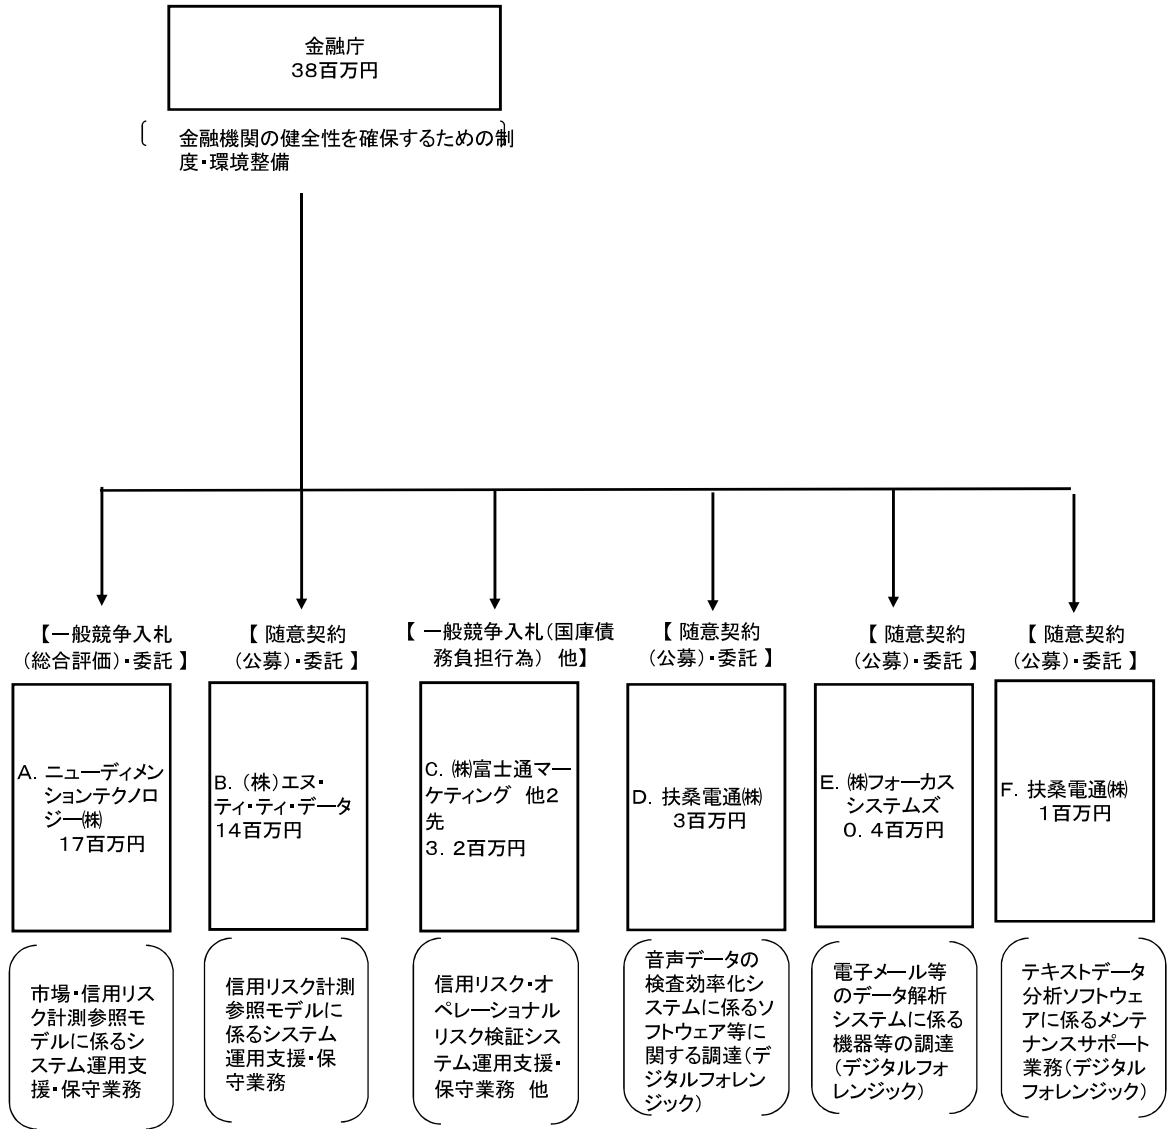 金融庁
38百万円
金融機関の健全性を確保するための制
度・環境整備
【一般競争入札
(総合評価)・委託 】
【 随意契約
(公募)・委託 】
【 一般競争入札(国庫債
務負担行為) 他】
【 随意契約
(公募)・委託 】
【 随意契約
(公募)・委託 】
【 随意契約
(公募)・委託 】
A. ニューディメン
ションテクノロ
ジー㈱
17百万円
B. (株)エヌ・
ティ・ティ・データ
14百万円
C. ㈱富士通マー
ケティング 他2
先
3. 2百万円
D. 扶桑電通㈱
3百万円
E. ㈱フォーカス
システムズ
0. 4百万円
F. 扶桑電通㈱
1百万円
市場・信用リス
ク計測参照モ
デルに係るシ
ステム運用支
援・保守業務
信用リスク計測
参照モデルに
係るシステム
運用支援・保
守業務
信用リスク・オ
ペレーショナル
リスク検証シス
テム運用支援・
保守業務 他
音声データの
検査効率化シ
ステムに係るソ
フトウェア等に
関する調達(デ
ジタルフォレン
ジック)
電子メール等
のデータ解析
システムに係る
機器等の調達
(デジタルフォ
レンジック)
テキストデータ
分析ソフトウェ
アに係るメンテ
ナンスサポート
業務(デジタル
フォレンジック)